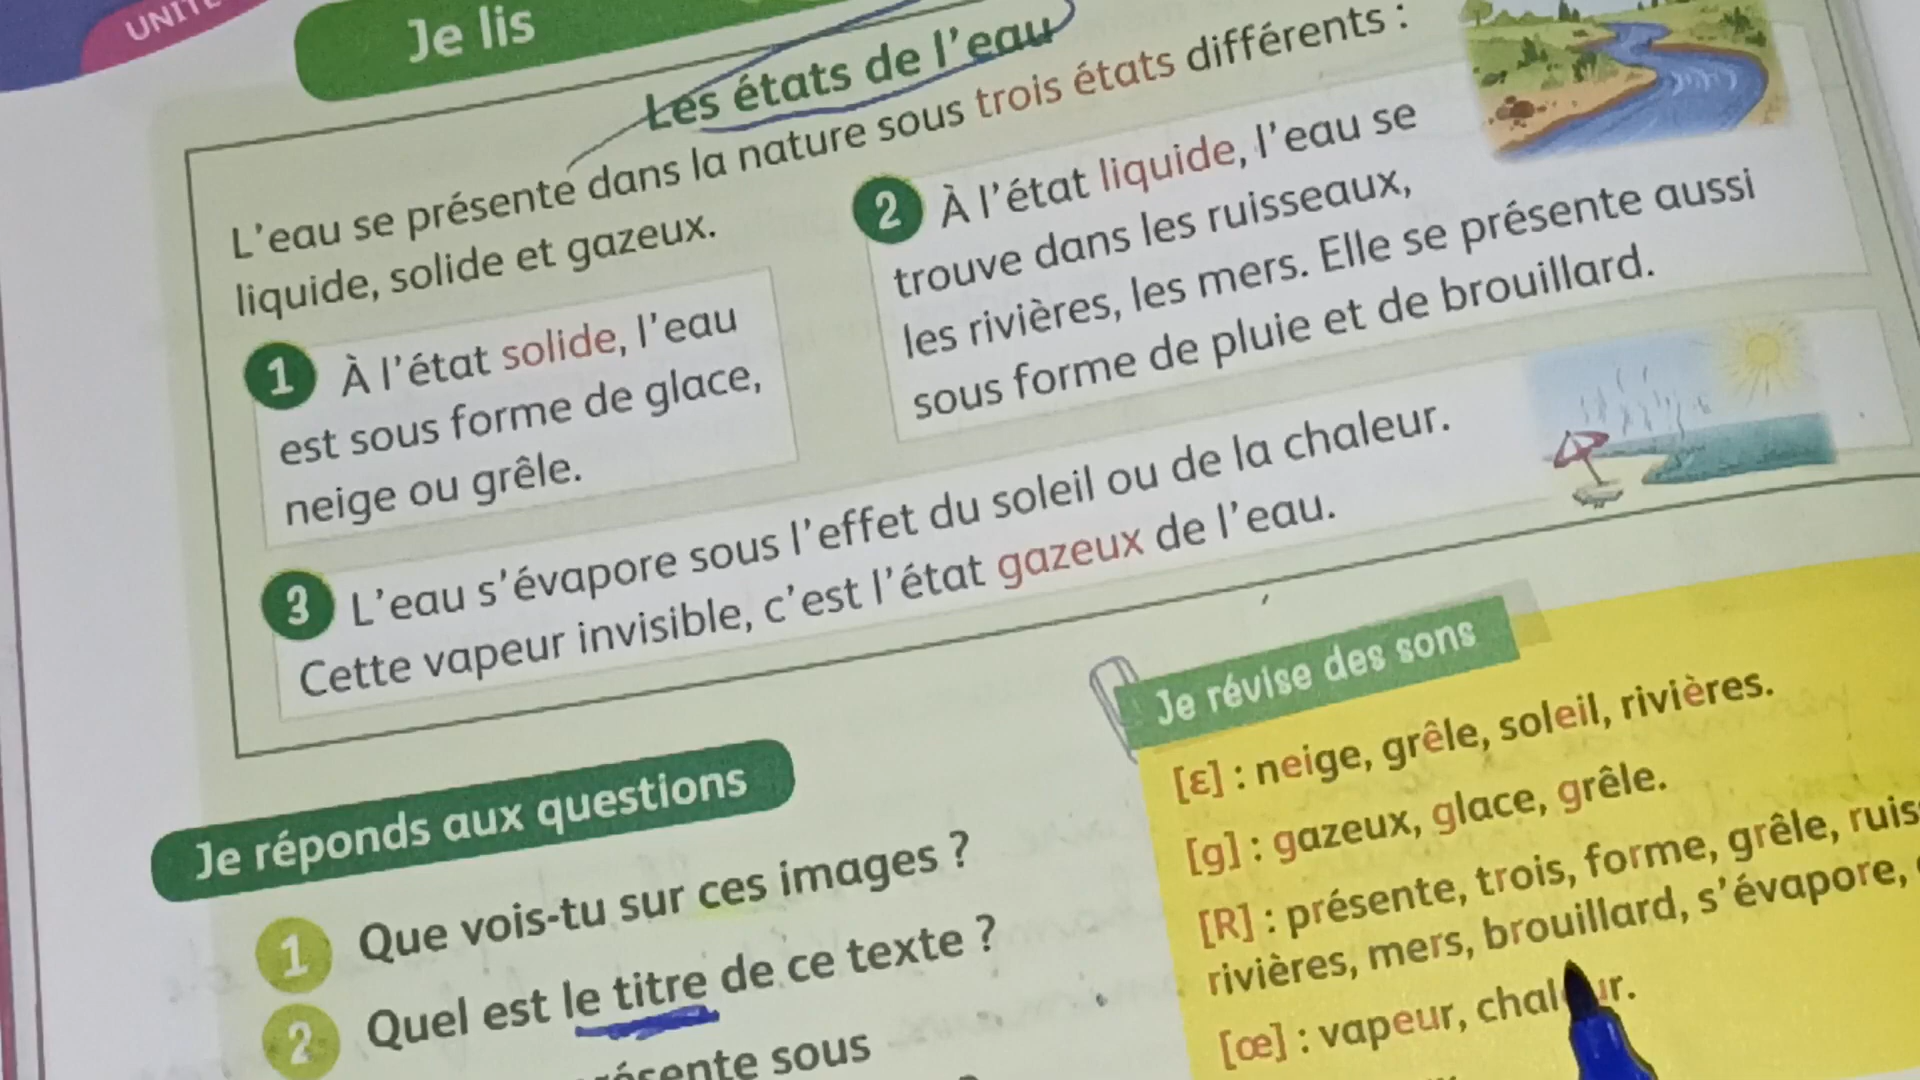 UNITÉ
Je lis
Les états de l'eau
L'eau se présente dans la nature sous trois états différents :
liquide, solide et gazeux.
1 À l'état solide, l'eau
est sous forme de glace,
neige ou grêle.
2 À l'état liquide, l'eau se
trouve dans les ruisseaux,
les rivières, les mers. Elle se présente aussi
sous forme de pluie et de brouillard.
3 L'eau s'évapore sous l'effet du soleil ou de la chaleur.
Cette vapeur invisible, c'est l'état gazeux de l'eau.
Je réponds aux questions
1 Que vois-tu sur ces images ?
2 Quel est le titre de ce texte ?
sous
Je révise des sons
[ɛ] : neige, grêle, soleil, rivières.
[g] : gazeux, glace, grêle.
[R] : présente, trois, forme, grêle, ruis
rivières, mers, brouillard, s'évapore,
[œ] : vapeur, chaleur.